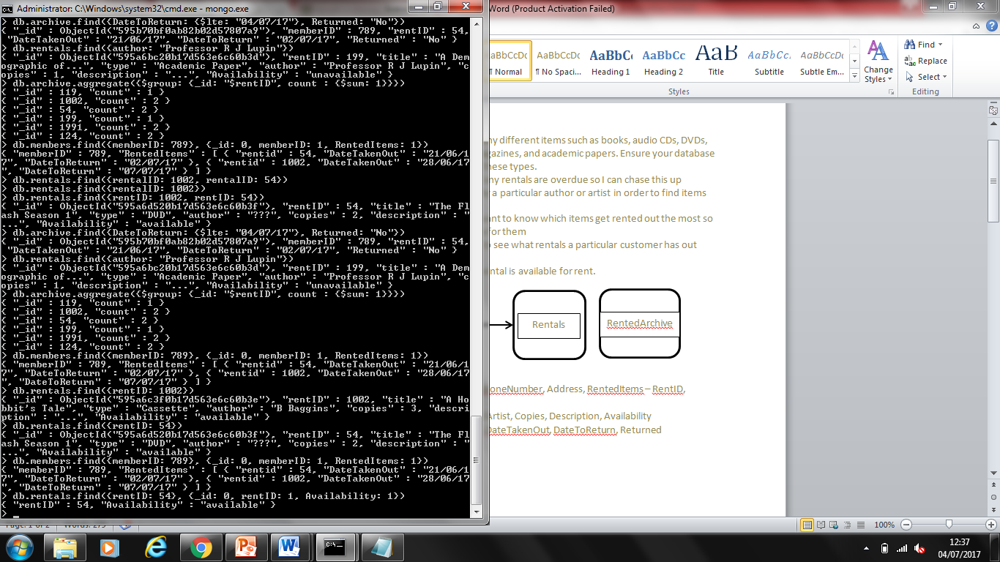 Administrator: C:\Windows\system32\cmd.exe - mongo.exe
> db.archive.find({DateToReturn: {$lte: "04/07/17"}, Returned: "No"})
{ "_id" : ObjectId("595b70bf0ab82b02d57807a9"), "memberID" : 789, "rentID" : 54,
"DateTakenOut" : "21/06/17", "DateToReturn" : "02/07/17", "Returned" : "No" }
> db.rentals.find({author: "Professor R J Lupin"})
{ "_id" : ObjectId("595a6bc20b17d563e6c60b3d"), "rentID" : 199, "title" : "A Dem
ographic of...", "type" : "Academic Paper", "author" : "Professor R J Lupin", "c
opies" : 1, "description" : "...", "Availability" : "unavailable" }
> db.archive.aggregate({$group: {_id: "$rentID", count : {$sum: 1}}})
{ "_id" : 119, "count" : 1 }
{ "_id" : 1002, "count" : 2 }
{ "_id" : 54, "count" : 2 }
{ "_id" : 199, "count" : 1 }
{ "_id" : 1991, "count" : 2 }
{ "_id" : 124, "count" : 2 }
> db.members.find({memberID: 789}, {_id: 0, memberID: 1, RentedItems: 1})
{ "memberID" : 789, "RentedItems" : [ { "rentid" : 54, "DateTakenOut" : "21/06/1
7", "DateToReturn" : "02/07/17" }, { "rentid" : 1002, "DateTakenOut" : "28/06/17
", "DateToReturn" : "07/07/17" } ] }
> db.rentals.find({rentalID: 1002, rentalID: 54})
> db.rentals.find({rentalID: 1002})
> db.rentals.find({rentID: 1002, rentID: 54})
{ "_id" : ObjectId("595a6d520b17d563e6c60b3f"), "rentID" : 54, "title" : "The Fl
ash Season 1", "type" : "DVD", "author" : "???", "copies" : 2, "description" : "
...", "Availability" : "available" }
> db.archive.find({DateToReturn: {$lte: "04/07/17"}, Returned: "No"})
{ "_id" : ObjectId("595b70bf0ab82b02d57807a9"), "memberID" : 789, "rentID" : 54,
"DateTakenOut" : "21/06/17", "DateToReturn" : "02/07/17", "Returned" : "No" }
> db.rentals.find({author: "Professor R J Lupin"})
{ "_id" : ObjectId("595a6bc20b17d563e6c60b3d"), "rentID" : 199, "title" : "A Dem
ographic of...", "type" : "Academic Paper", "author" : "Professor R J Lupin", "c
opies" : 1, "description" : "...", "Availability" : "unavailable" }
> db.archive.aggregate({$group: {_id: "$rentID", count : {$sum: 1}}})
{ "_id" : 119, "count" : 1 }
{ "_id" : 1002, "count" : 2 }
{ "_id" : 54, "count" : 2 }
{ "_id" : 199, "count" : 1 }
{ "_id" : 1991, "count" : 2 }
{ "_id" : 124, "count" : 2 }
> db.members.find({memberID: 789}, {_id: 0, memberID: 1, RentedItems: 1})
{ "memberID" : 789, "RentedItems" : [ { "rentid" : 54, "DateTakenOut" : "21/06/1
7", "DateToReturn" : "02/07/17" }, { "rentid" : 1002, "DateTakenOut" : "28/06/17
", "DateToReturn" : "07/07/17" } ] }
> db.rentals.find({rentID: 1002})
{ "_id" : ObjectId("595a6c3f0b17d563e6c60b3e"), "rentID" : 1002, "title" : "A Ho
bbit's Tale", "type" : "Cassette", "author" : "B Baggins", "copies" : 3, "descri
ption" : "...", "Availability" : "available" }
> db.rentals.find({rentID: 54})
{ "_id" : ObjectId("595a6d520b17d563e6c60b3f"), "rentID" : 54, "title" : "The Fl
ash Season 1", "type" : "DVD", "author" : "???", "copies" : 2, "description" : "
...", "Availability" : "available" }
> db.members.find({memberID: 789}, {_id: 0, memberID: 1, RentedItems: 1})
{ "memberID" : 789, "RentedItems" : [ { "rentid" : 54, "DateTakenOut" : "21/06/1
7", "DateToReturn" : "02/07/17" }, { "rentid" : 1002, "DateTakenOut" : "28/06/17
", "DateToReturn" : "07/07/17" } ] }
> db.rentals.find({rentID: 54}, {_id: 0, rentID: 1, Availability: 1})
{ "rentID" : 54, "Availability" : "available" }
>
Word (Product Activation Failed)
AaBbCcDc AaBbCcDc AaBbCc AaBbCc AaB AaBbCc. AaBbCcDc
¶ Normal ¶ No Spaci... Heading 1 Heading 2 Title Subtitle Subtle Em...
Change
Styles
Find
Replace
Select
Styles
Editing
ny different items such as books, audio CDs, DVDs,
gazines, and academic papers. Ensure your database
hese types.
ny rentals are overdue so I can chase this up
r a particular author or artist in order to find items
ant to know which items get rented out the most so
for them
o see what rentals a particular customer has out
ental is available for rent.
Rentals
RentedArchive
oneNumber, Address, RentedItems – RentID,
Artist, Copies, Description, Availability
DateTakenOut, DateToReturn, Returned
100%
12:37
04/07/2017